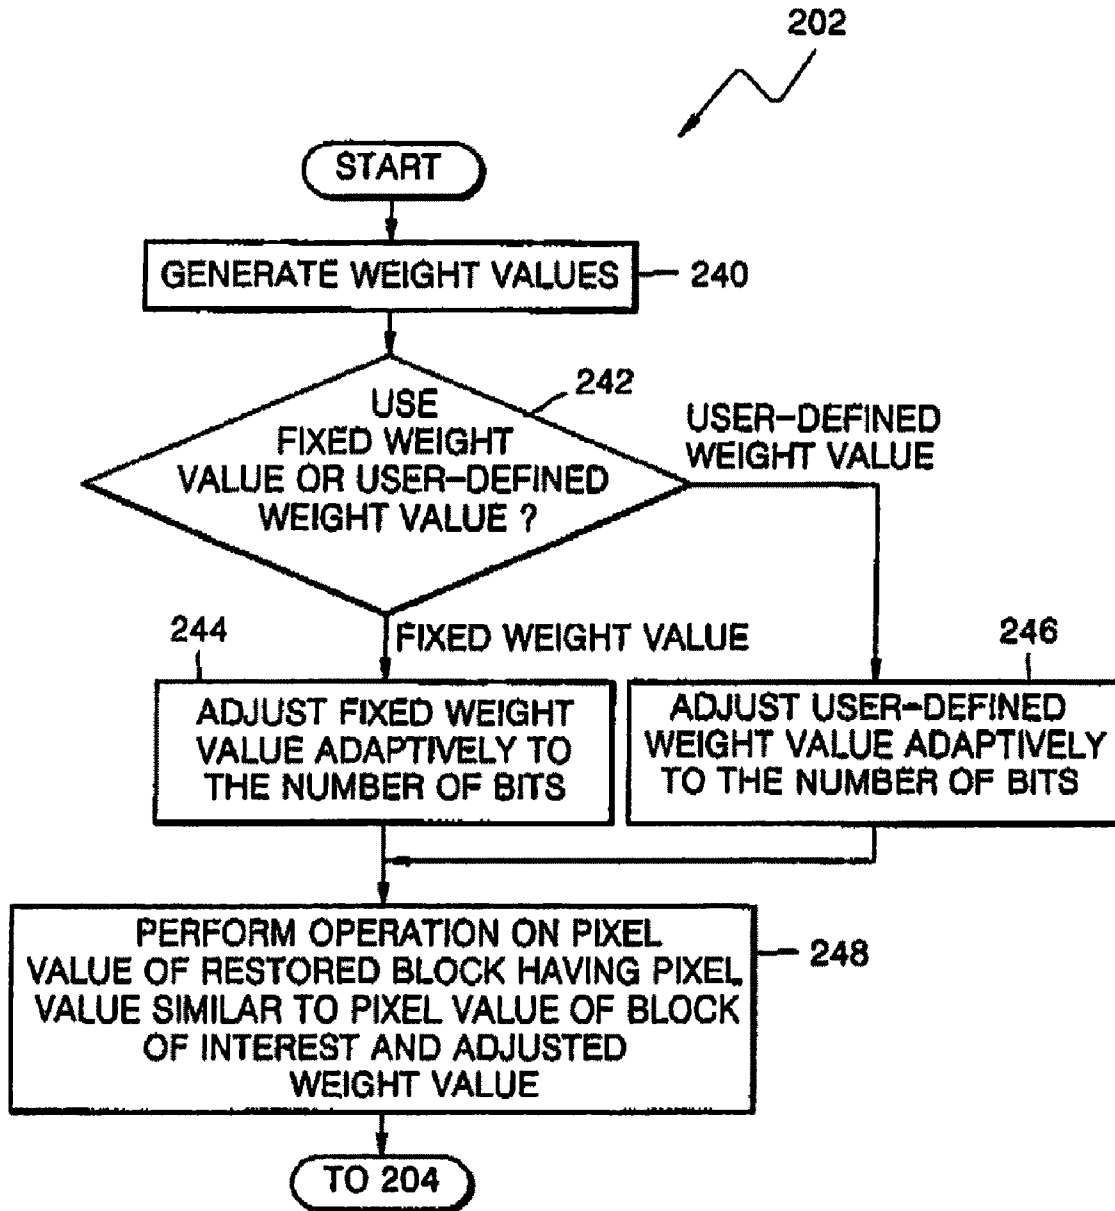 202
START
GENERATE WEIGHT VALUES
240
242
USE
FIXED WEIGHT
VALUE OR USER-DEFINED
WEIGHT VALUE ?
USER-DEFINED
WEIGHT VALUE
244
FIXED WEIGHT VALUE
246
ADJUST FIXED WEIGHT
VALUE ADAPTIVELY TO
THE NUMBER OF BITS
ADJUST USER-DEFINED
WEIGHT VALUE ADAPTIVELY
TO THE NUMBER OF BITS
PERFORM OPERATION ON PIXEL
VALUE OF RESTORED BLOCK HAVING PIXEL
VALUE SIMILAR TO PIXEL VALUE OF BLOCK
OF INTEREST AND ADJUSTED
WEIGHT VALUE
248
TO 204